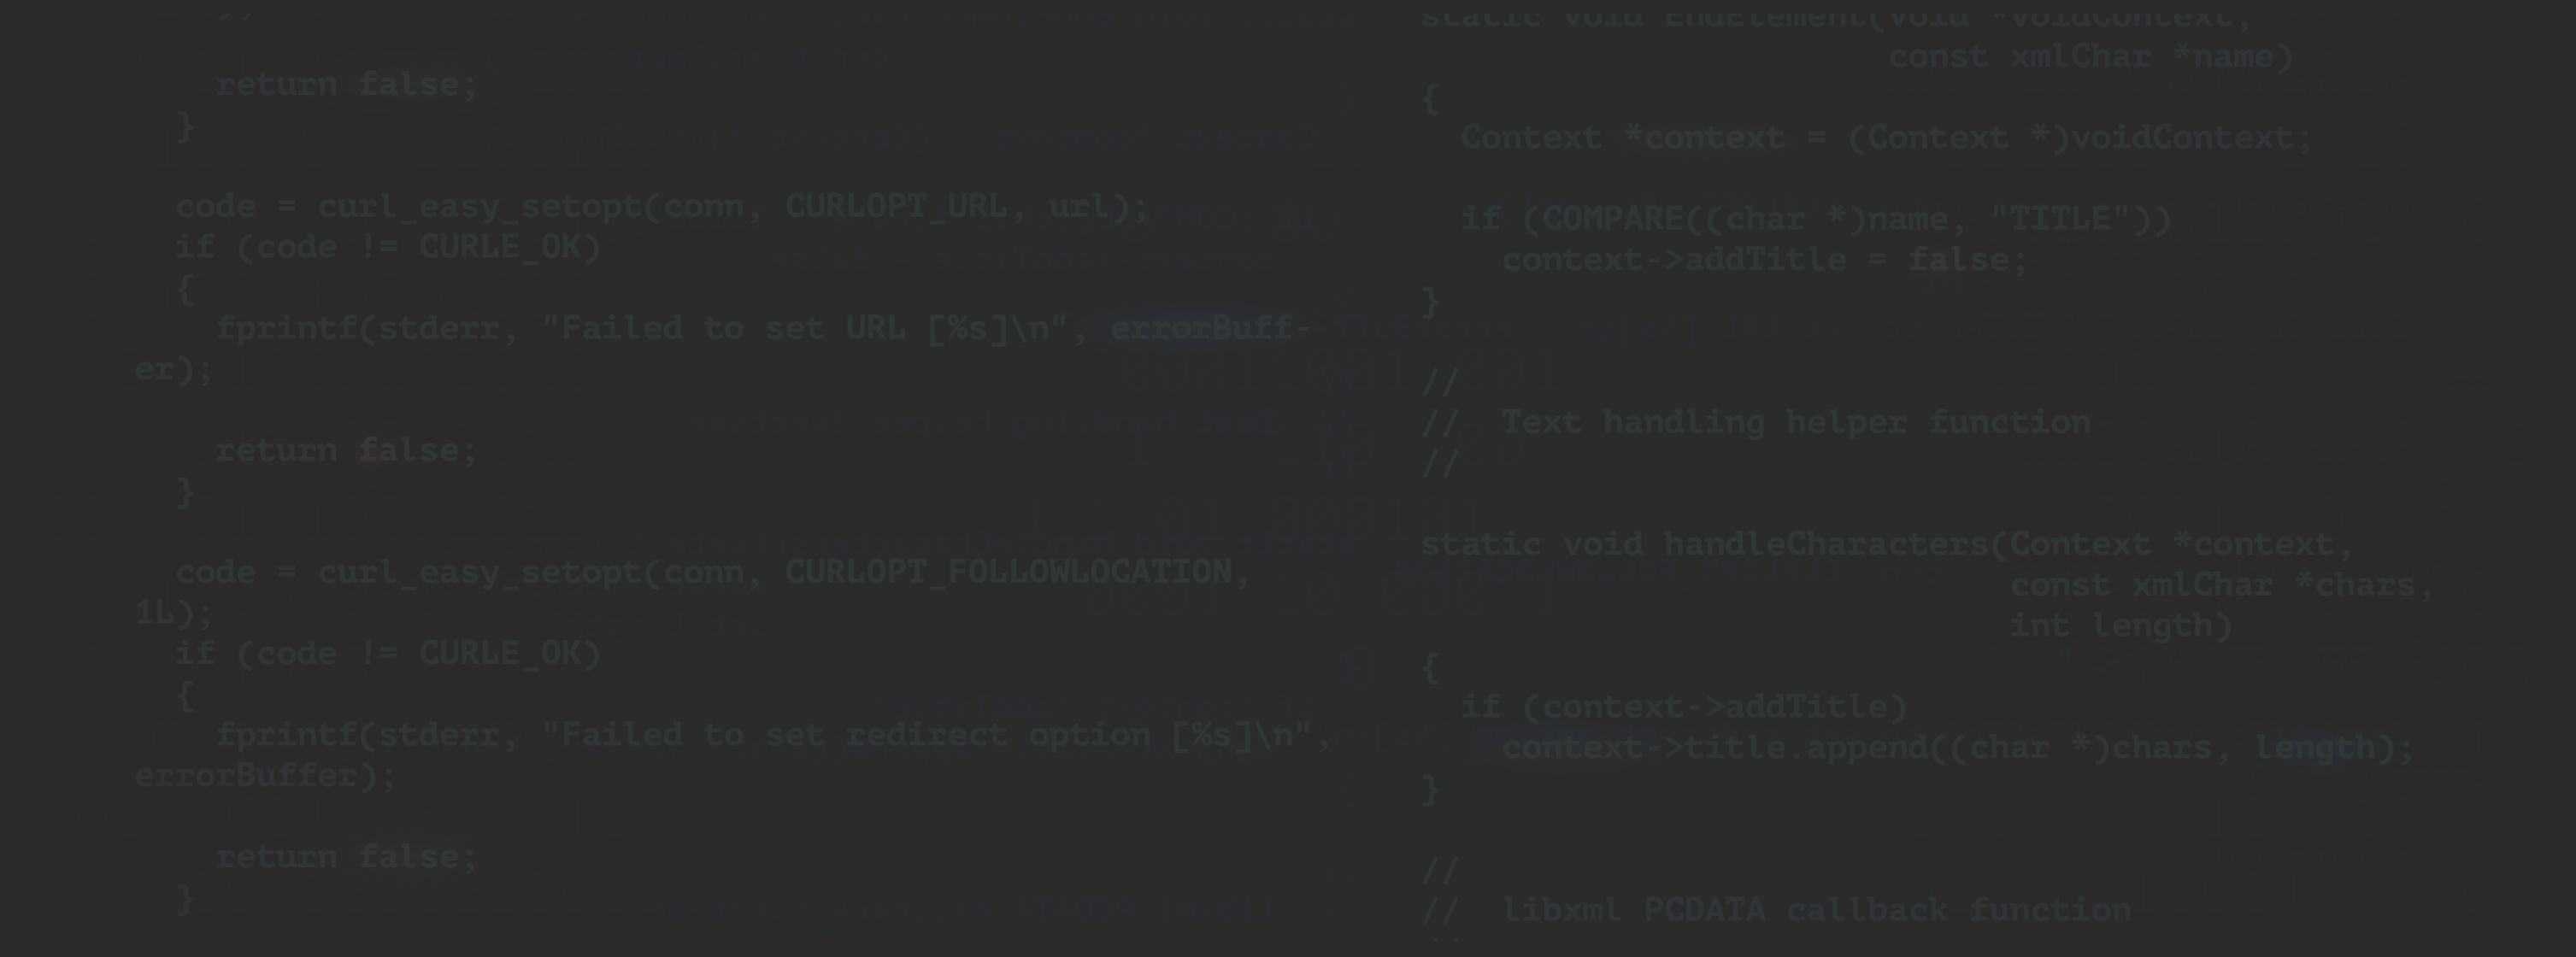 return false;
}
code = curl_easy_setopt(conn, CURLOPT_URL, url);
if (code != CURLE_OK)
{
fprintf(stderr, "Failed to set URL [%s]\n", errorBuff-
er);
return false;
}
code = curl_easy_setopt(conn, CURLOPT_FOLLOWLOCATION,
1L);
if (code != CURLE_OK)
{
fprintf(stderr, "Failed to set redirect option [%s]\n",
errorBuffer);
return false;
}
static void EndElement(void *voidContext,
const xmlChar *name)
{
Context *context = (Context *)voidContext;
if (COMPARE((char *)name, "TITLE"))
context->addTitle = false;
}
//
// Text handling helper function
//
static void handleCharacters(Context *context,
const xmlChar *chars,
int length)
{
if (context->addTitle)
context->title.append((char *)chars, length);
}
//
// libxml PCDATA callback function